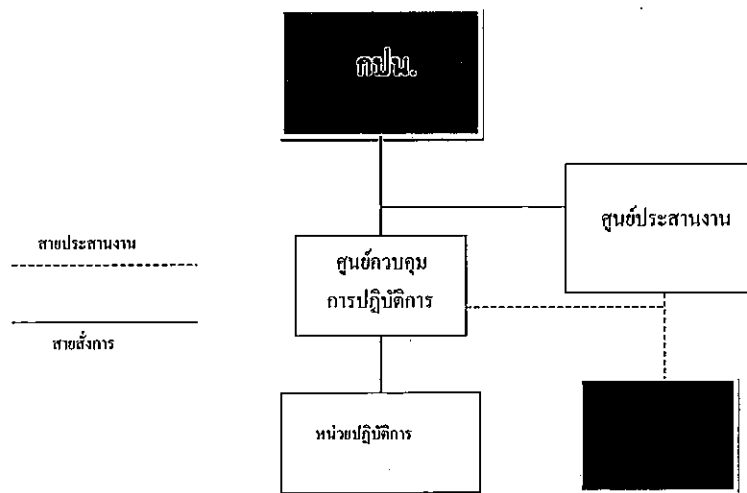 กปน.
ศูนย์ประสานงาน
สายประสานงาน
ศูนย์ควบคุม
การปฏิบัติการ
สายสั่งการ
หน่วยปฏิบัติการ